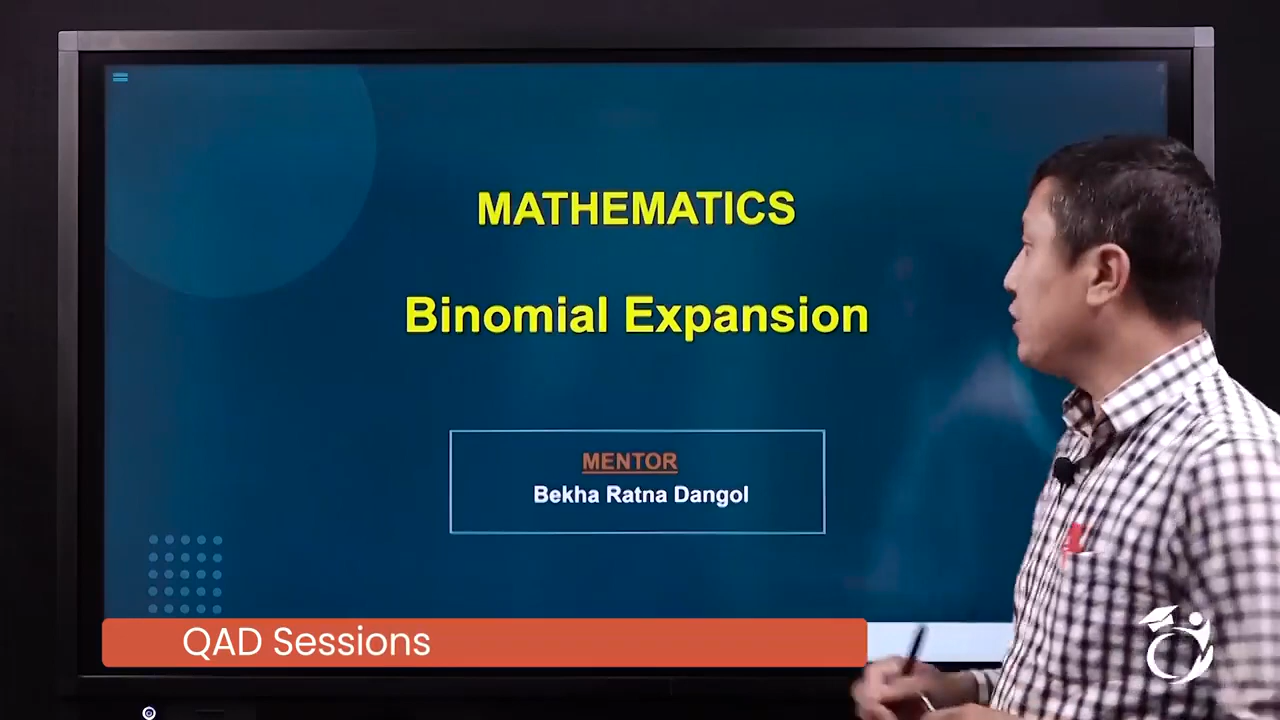 MATHEMATICS
Binomial Expansion
MENTOR
Bekha Ratna Dangol
QAD Sessions